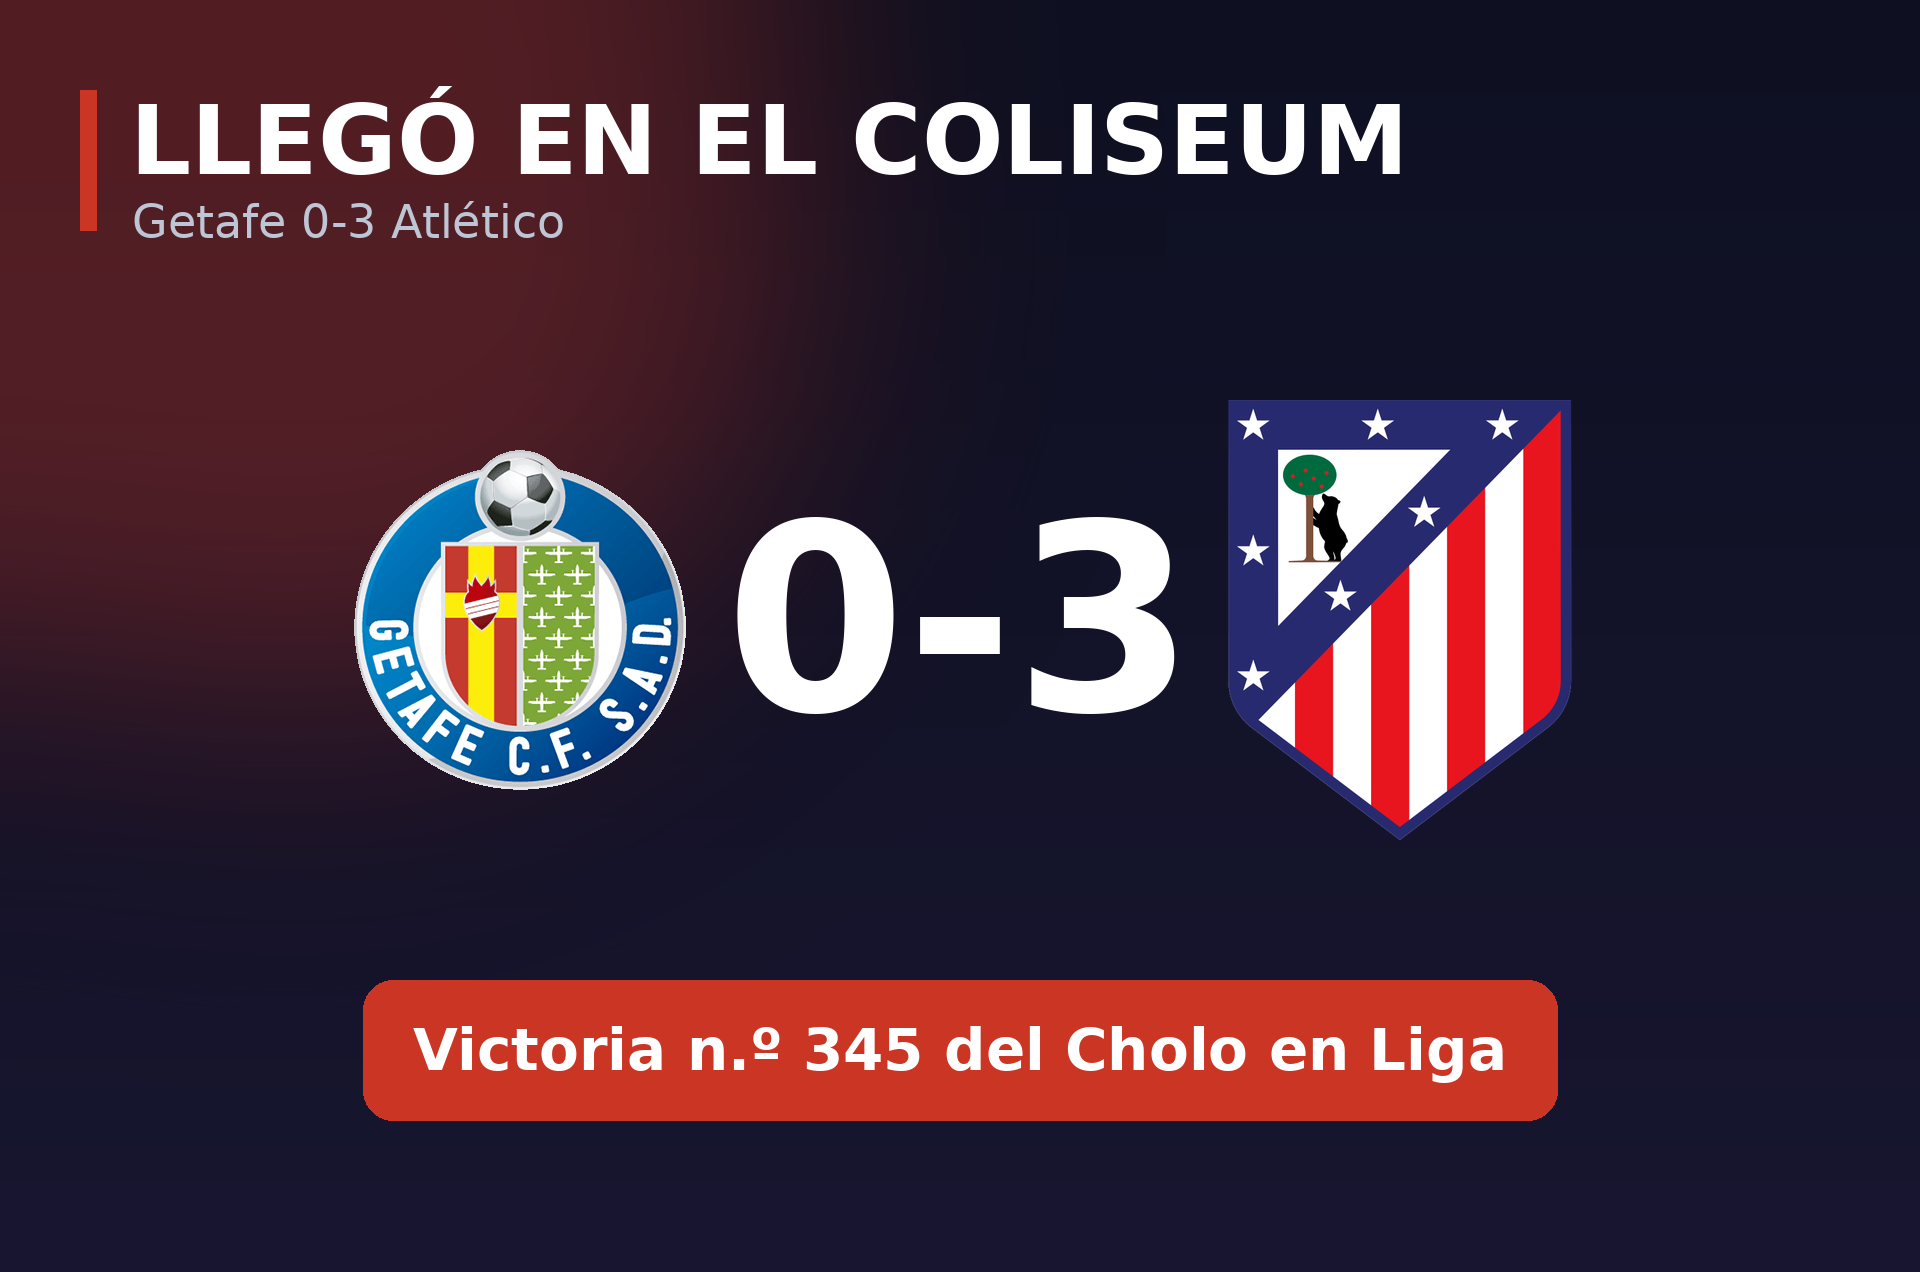 LLEGÓ EN EL COLISEUM
Getafe 0-3 Atlético
GETAFE C.F. S.A.D.
0-3
Victoria n.º 345 del Cholo en Liga